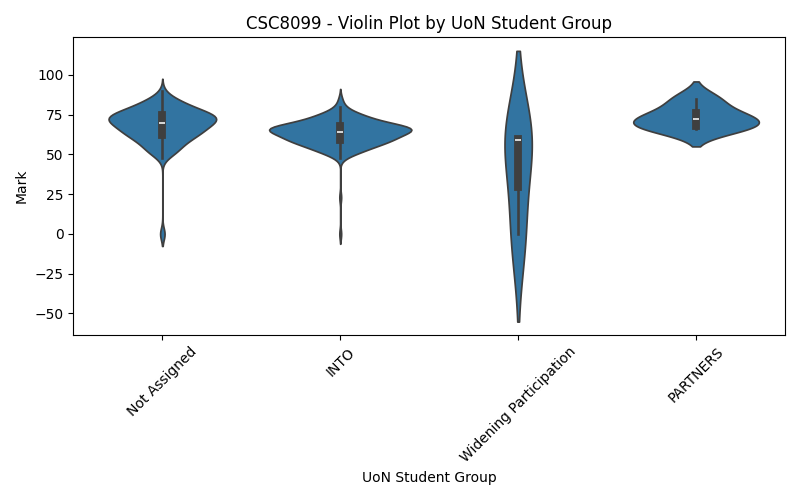 CSC8099 - Violin Plot by UoN Student Group
Mark
100
75
50
25
0
−25
−50
Not Assigned
INTO
Widening Participation
PARTNERS
UoN Student Group